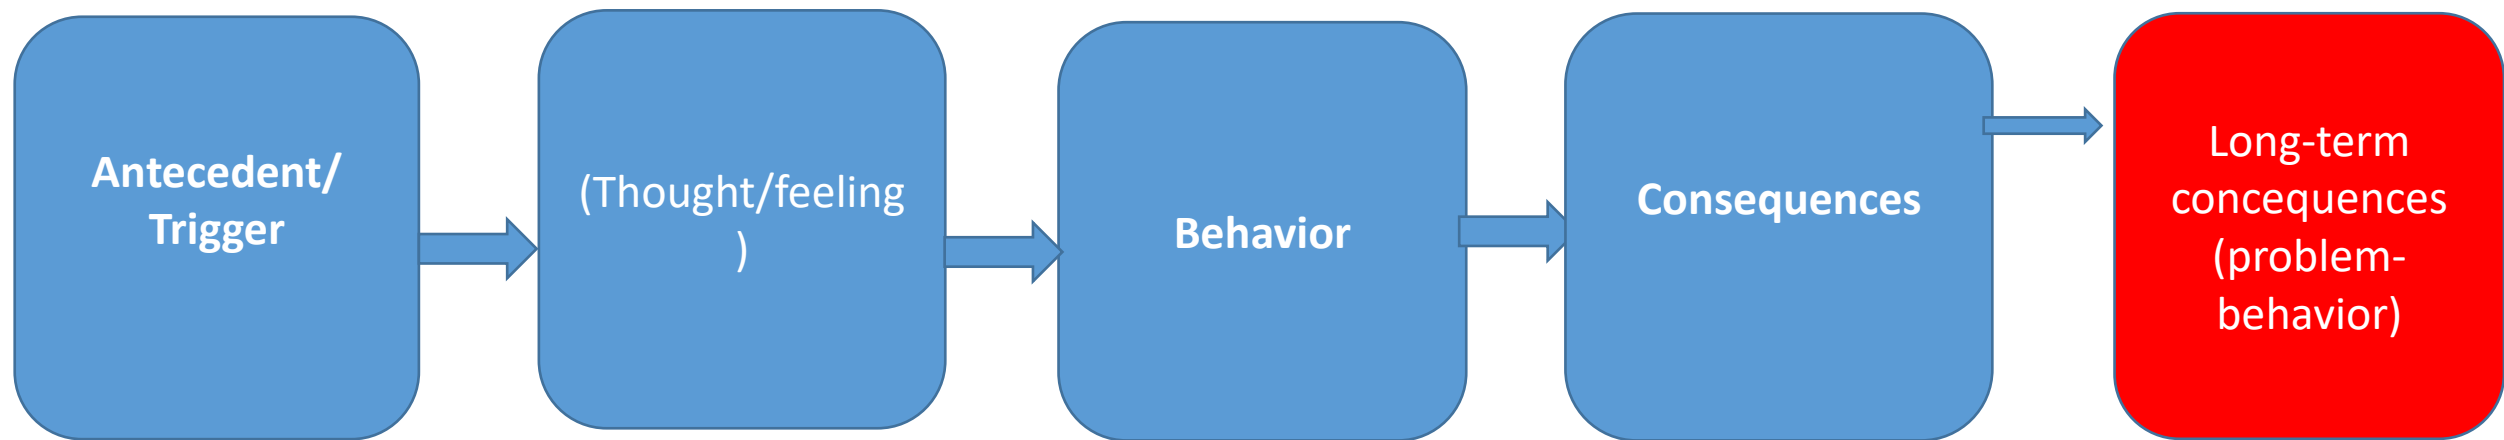 Antecedent/
Trigger
(Thought/feeling
)
Behavior
Consequences
Long-term
concequences
(problem-
behavior)